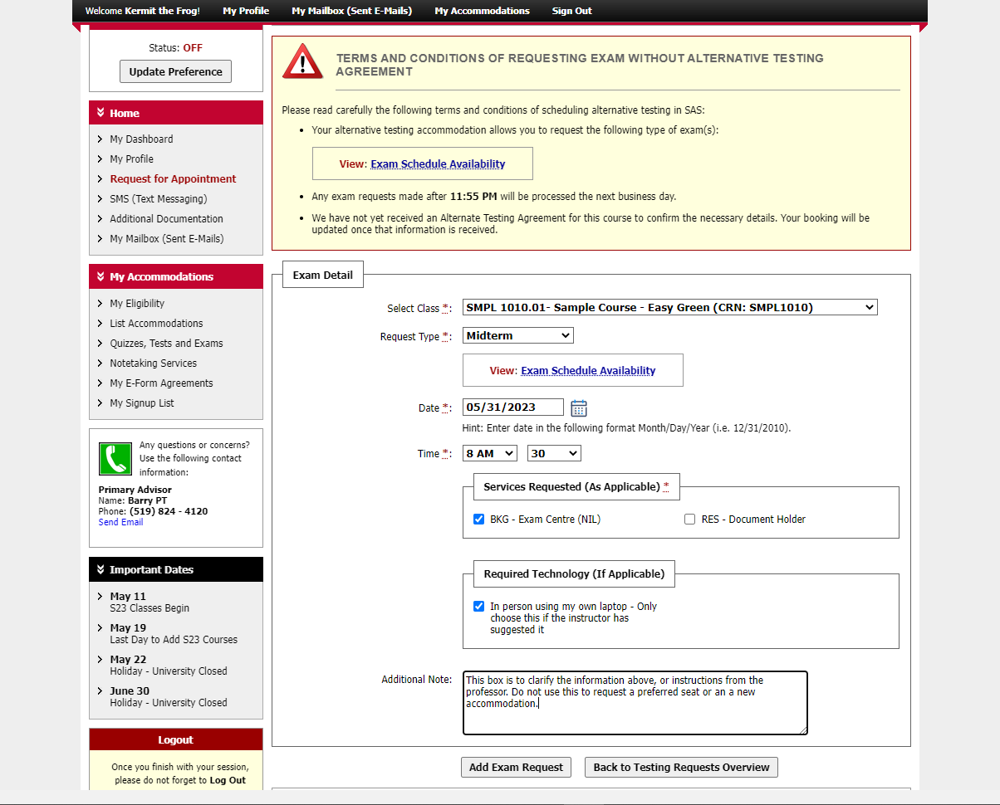 Welcome Kermit the Frog! My Profile My Mailbox (Sent E-Mails) My Accommodations Sign Out
Status: OFF
Update Preference
Home
My Dashboard
My Profile
Request for Appointment
SMS (Text Messaging)
Additional Documentation
My Mailbox (Sent E-Mails)
My Accommodations
My Eligibility
List Accommodations
Quizzes, Tests and Exams
Notetaking Services
My E-Form Agreements
My Signup List
Any questions or concerns?
Use the following contact
information:
Primary Advisor
Name: Barry PT
Phone: (519) 824 - 4120
Send Email
Important Dates
May 11
S23 Classes Begin
May 19
Last Day to Add S23 Courses
May 22
Holiday - University Closed
June 30
Holiday - University Closed
Logout
Once you finish with your session,
please do not forget to Log Out
TERMS AND CONDITIONS OF REQUESTING EXAM WITHOUT ALTERNATIVE TESTING
AGREEMENT
Please read carefully the following terms and conditions of scheduling alternative testing in SAS:
• Your alternative testing accommodation allows you to request the following type of exam(s):
View: Exam Schedule Availability
• Any exam requests made after 11:55 PM will be processed the next business day.
• We have not yet received an Alternate Testing Agreement for this course to confirm the necessary details. Your booking will be
updated once that information is received.
Exam Detail
Select Class *: SMPL 1010.01- Sample Course - Easy Green (CRN: SMPL1010)
Request Type *: Midterm
View: Exam Schedule Availability
Date *: 05/31/2023
Hint: Enter date in the following format Month/Day/Year (i.e. 12/31/2010).
Time *: 8 AM 30
Services Requested (As Applicable) *
BKG - Exam Centre (NIL) RES - Document Holder
Required Technology (If Applicable)
In person using my own laptop - Only
choose this if the instructor has
suggested it
Additional Note: This box is to clarify the information above, or instructions from the
professor. Do not use this to request a preferred seat or an a new
accommodation.
Add Exam Request Back to Testing Requests Overview